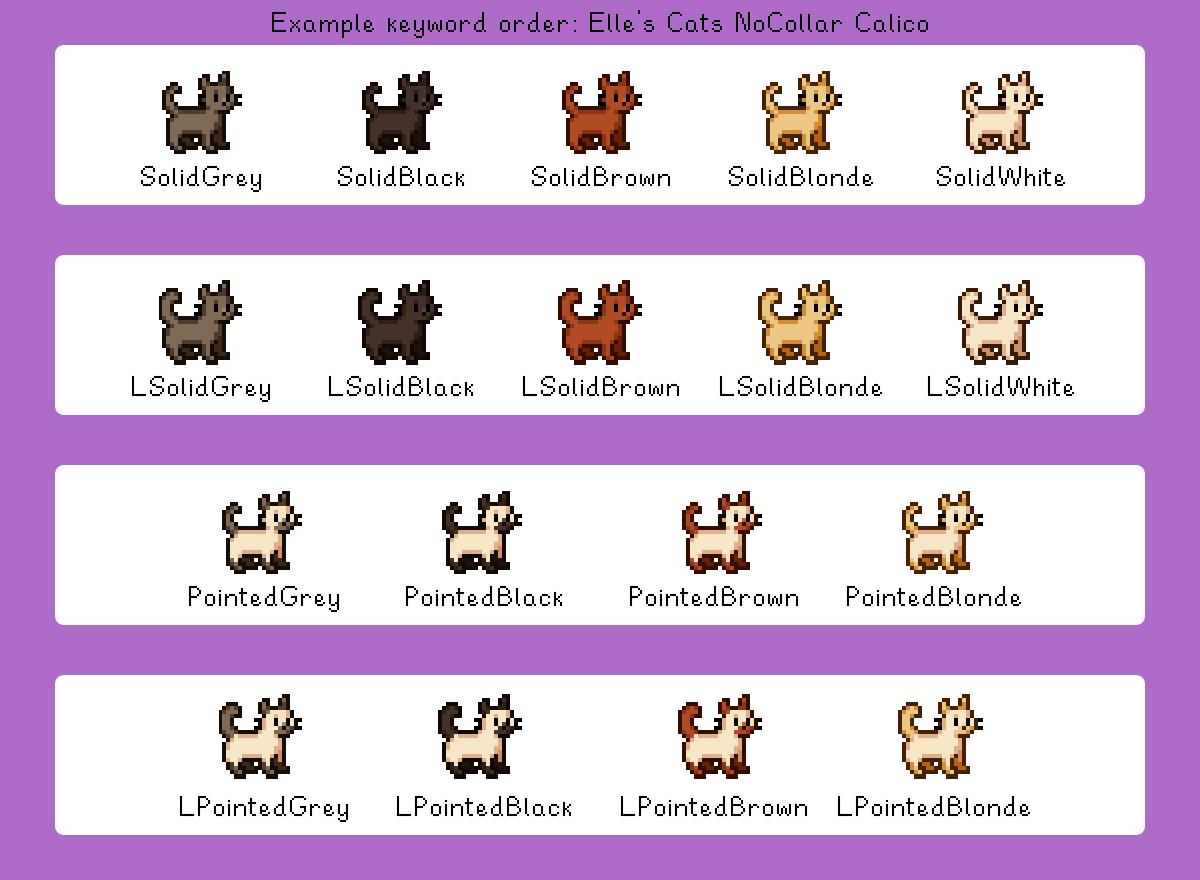 Example keyword order: Elle's Cats NoCollar Calico
SolidGrey SolidBlack SolidBrown SolidBlonde SolidWhite
LSolidGrey LSolidBlack LSolidBrown LSolidBlonde LSolidWhite
PointedGrey PointedBlack PointedBrown PointedBlonde
LPointedGrey LPointedBlack LPointedBrown LPointedBlonde